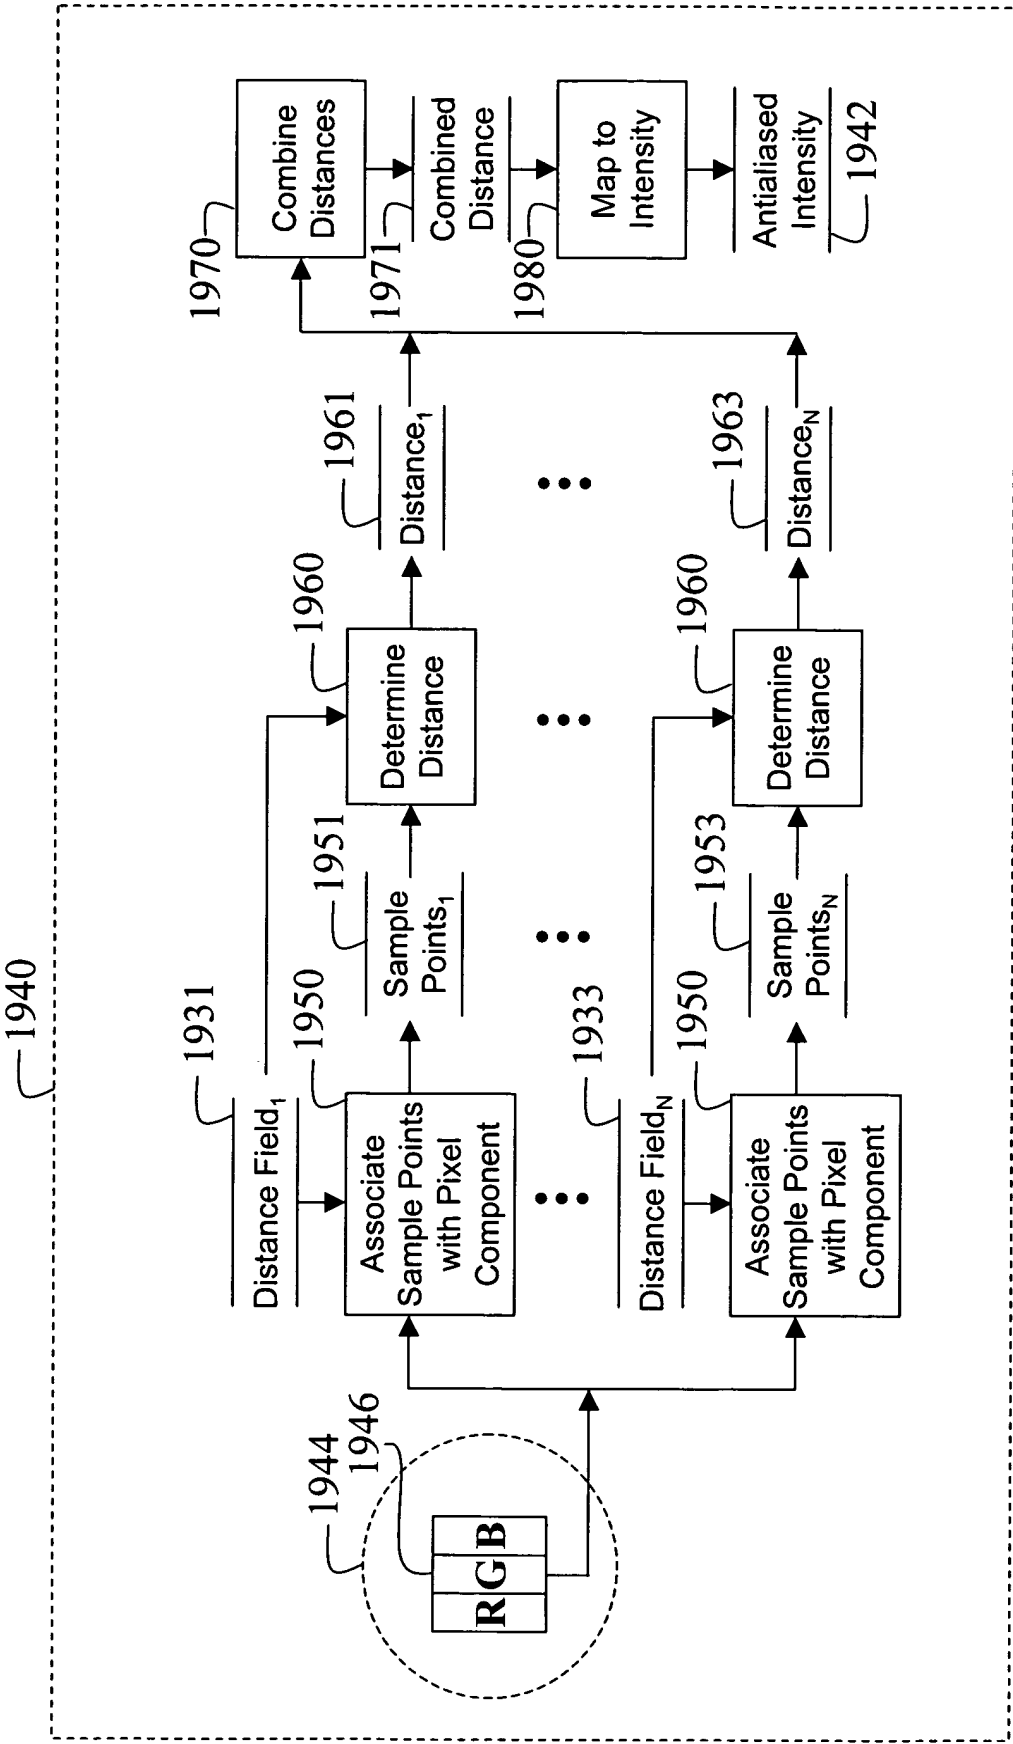 1940
1944
1946
R G B
1931
Distance Field1
1950
Associate
Sample Points
with Pixel
Component
1951
Sample
Points1
1960
Determine
Distance
1961
Distance1
1933
Distance FieldN
1950
Associate
Sample Points
with Pixel
Component
1953
Sample
PointsN
1960
Determine
Distance
1963
DistanceN
1970
Combine
Distances
1971
Combined
Distance
1980
Map to
Intensity
Antialiased
Intensity
1942